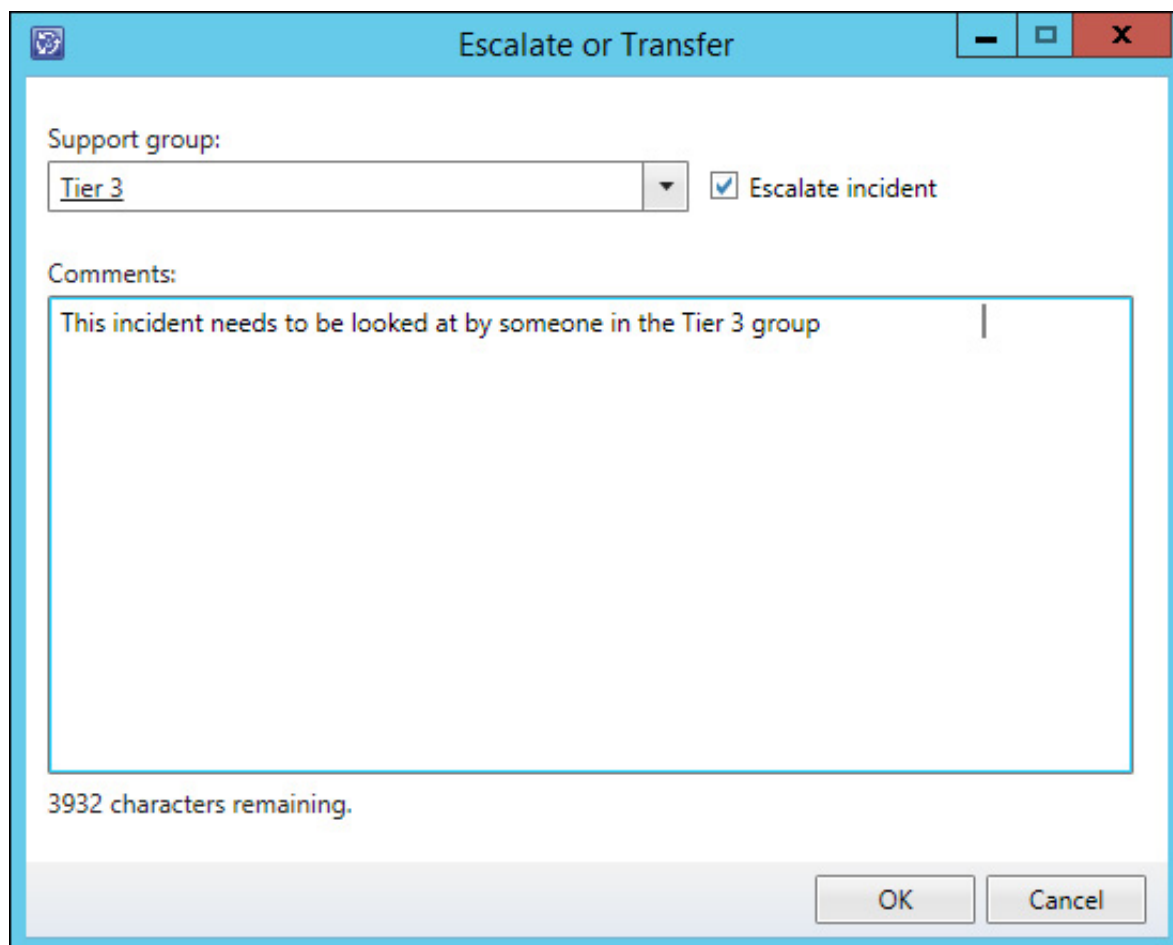 Escalate or Transfer
Support group:
Tier 3
Escalate incident
Comments:
This incident needs to be looked at by someone in the Tier 3 group
3932 characters remaining.
OK
Cancel